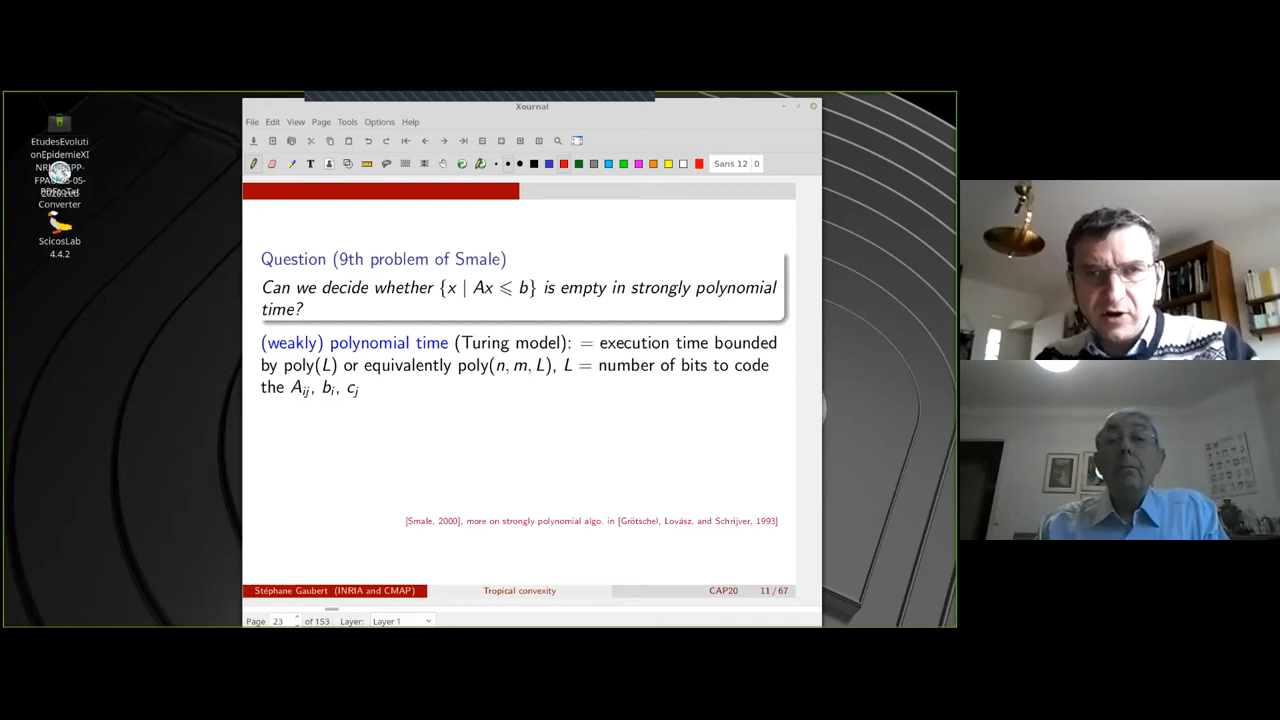 Xournal
File Edit View Page Tools Options Help
Sans 12 0
EtudesEvoluti
onEpidemieXI
Converter
ScicosLab
4.4.2
Question (9th problem of Smale)
Can we decide whether {x | Ax ⩽ b} is empty in strongly polynomial
time?
(weakly) polynomial time (Turing model): = execution time bounded
by poly(L) or equivalently poly(n, m, L), L = number of bits to code
the Aij, bi, cj
[Smale, 2000], more on strongly polynomial algo. in [Grötschel, Lovász, and Schrijver, 1993]
Stéphane Gaubert (INRIA and CMAP) Tropical convexity CAP20 11 / 67
Page 23 of 153 Layer: Layer 1